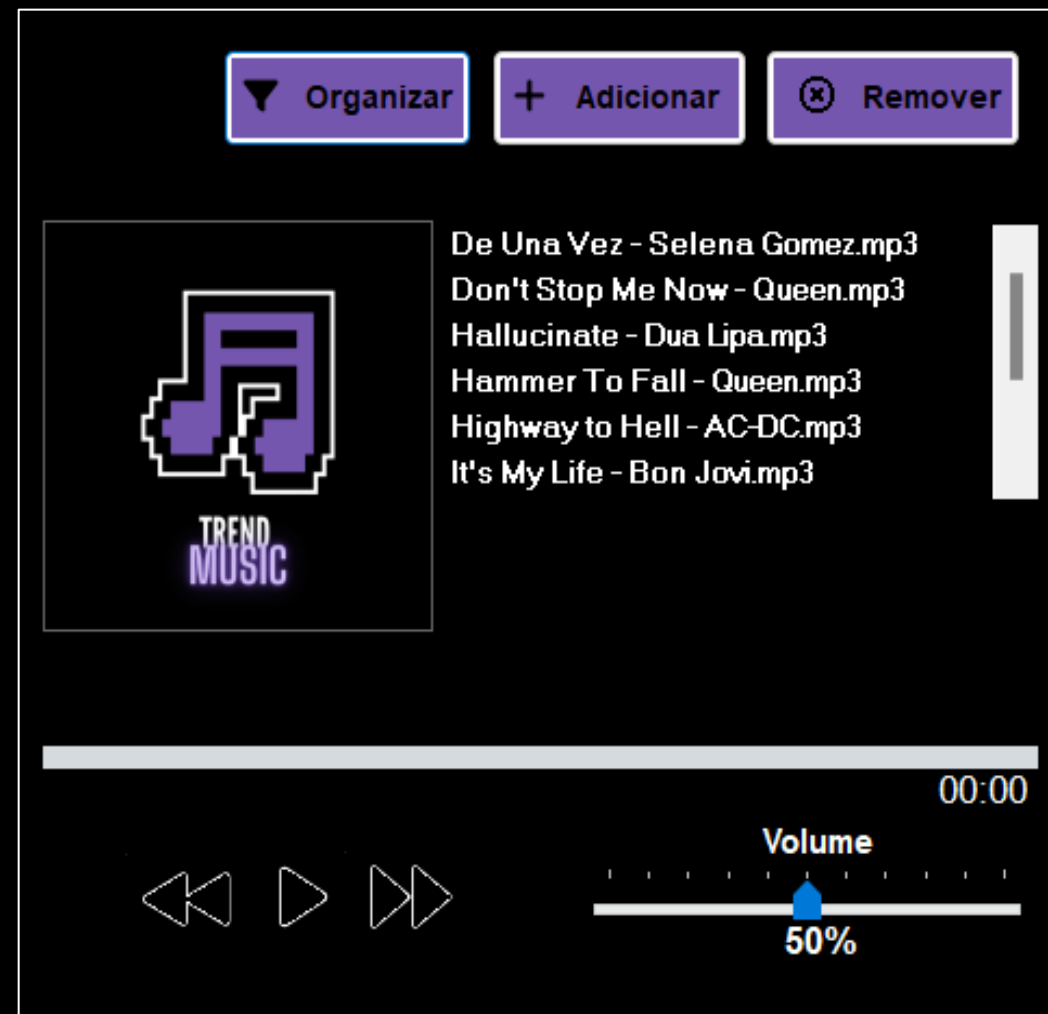 Organizar
Adicionar
Remover
De Una Vez - Selena Gomez.mp3
Don't Stop Me Now - Queen.mp3
Hallucinate - Dua Lipa.mp3
Hammer To Fall - Queen.mp3
Highway to Hell - AC-DC.mp3
It's My Life - Bon Jovi.mp3
TREND
MUSIC
00:00
Volume
50%